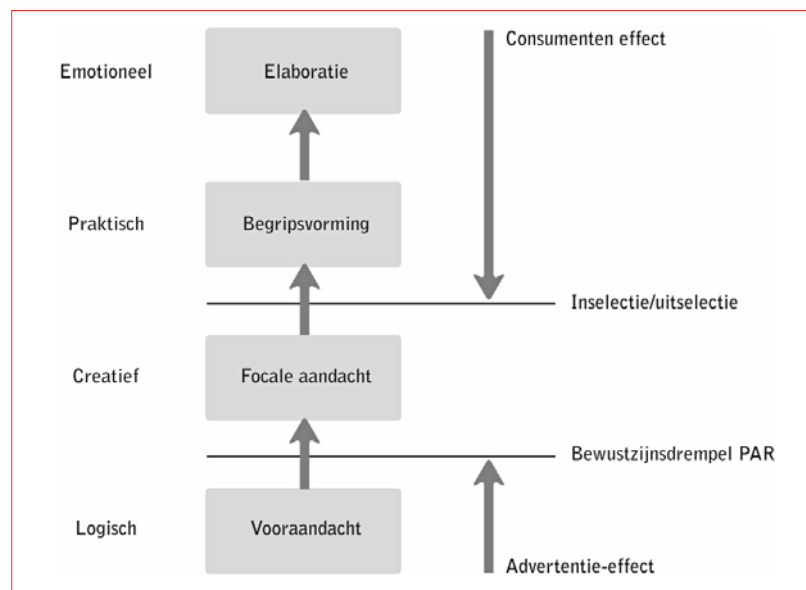 Consumenten effect
Emotioneel
Elaboratie
Praktisch
Begripsvorming
Inselectie/uitselectie
Creatief
Focale aandacht
Bewustzijnsdrempel PAR
Logisch
Vooraandacht
Advertentie-effect